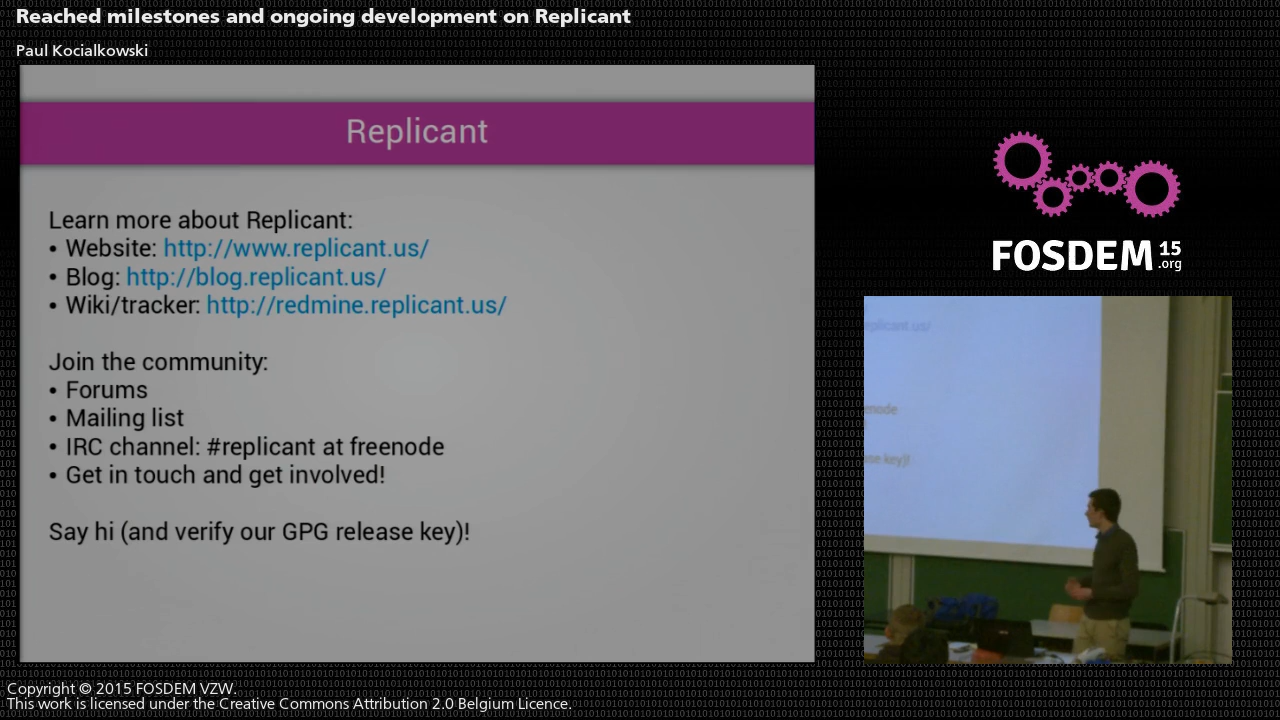 Reached milestones and ongoing development on Replicant
Paul Kocialkowski
Replicant
Learn more about Replicant:
• Website: http://www.replicant.us/
• Blog: http://blog.replicant.us/
• Wiki/tracker: http://redmine.replicant.us/
Join the community:
• Forums
• Mailing list
• IRC channel: #replicant at freenode
• Get in touch and get involved!
Say hi (and verify our GPG release key)!
FOSDEM 15
.org
Copyright © 2015 FOSDEM VZW.
This work is licensed under the Creative Commons Attribution 2.0 Belgium Licence.